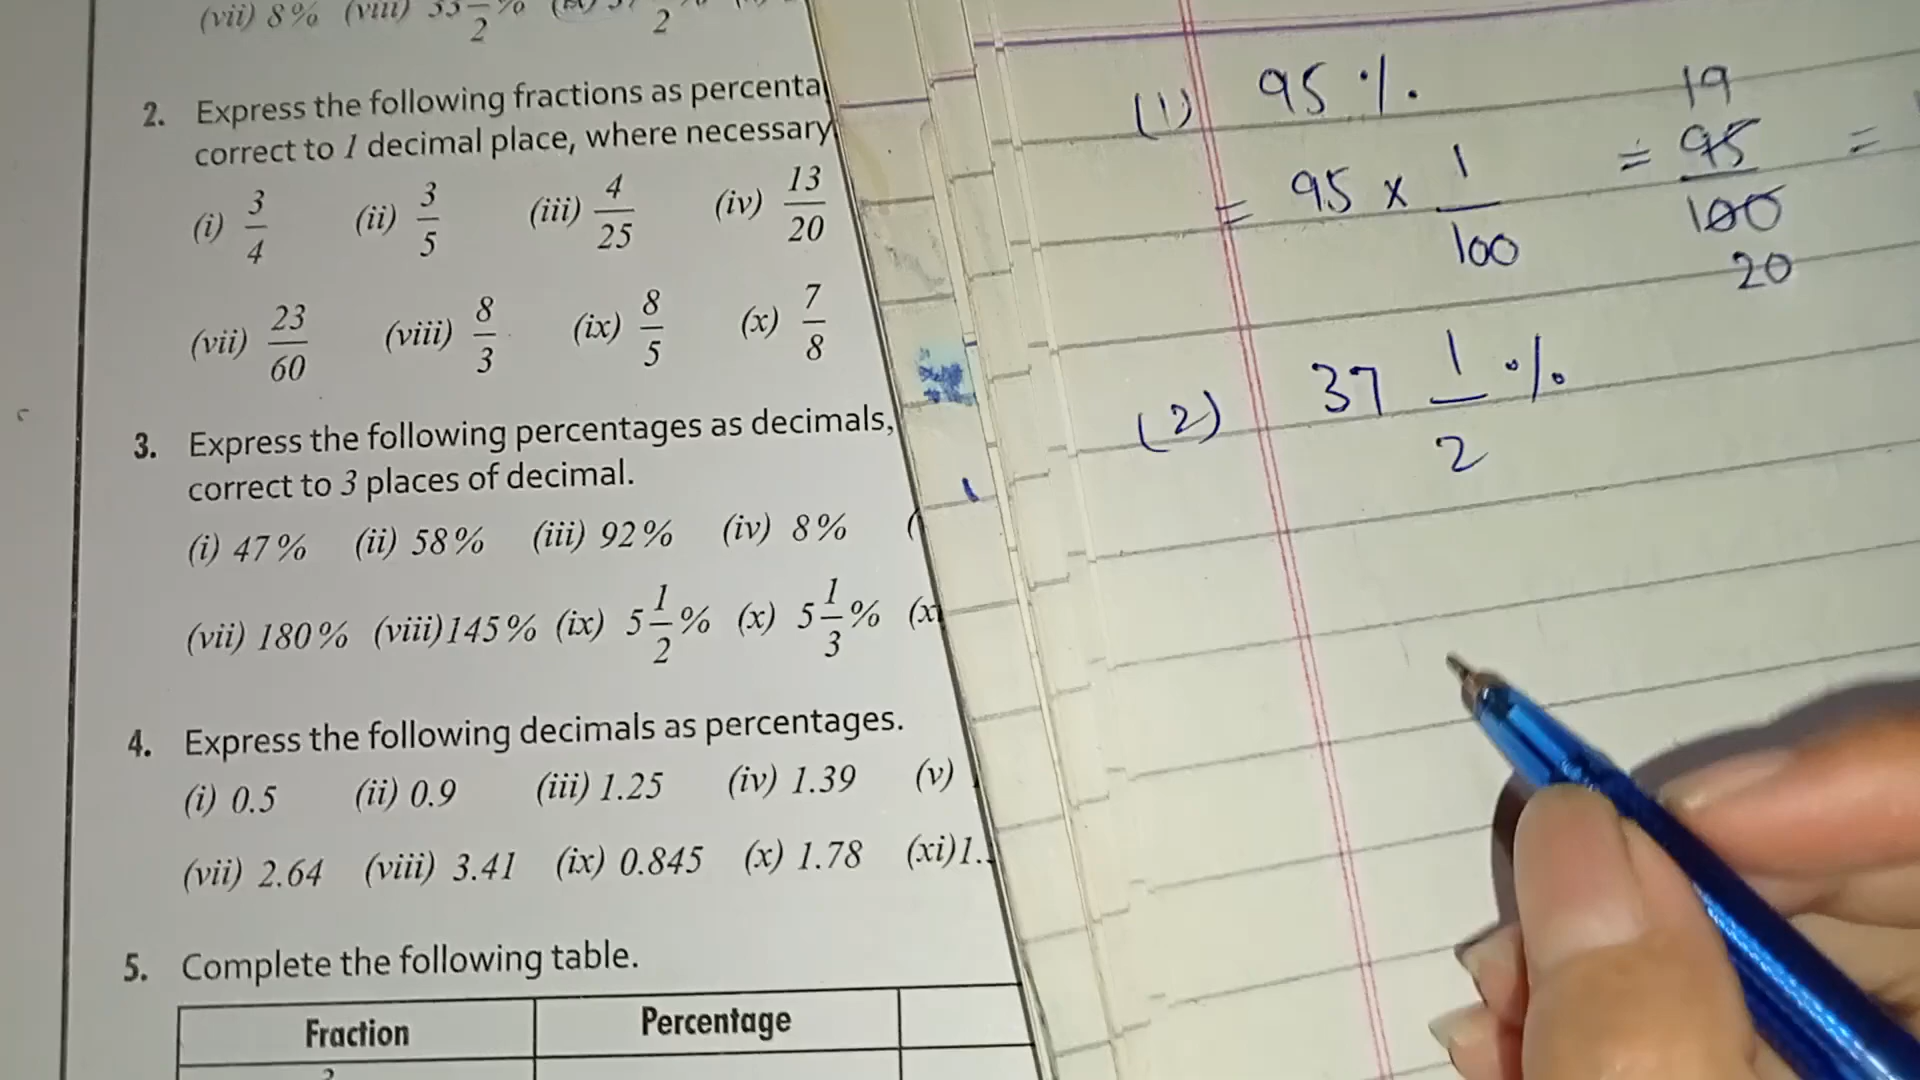 (vii) 8% (viii) 33 1/2 % (ix) 37 1/2 %
2. Express the following fractions as
correct to 1 decimal place, where necessary
(i) 3/4 (ii) 3/5 (iii) 4/25 (iv) 13/20
(vii) 23/60 (viii) 8/3 (ix) 8/5 (x) 7/8
3. Express the following percentages as decimals,
correct to 3 places of decimal.
(i) 47% (ii) 58% (iii) 92% (iv) 8% (
(vii) 180% (viii) 145% (ix) 5 1/2 % (x) 5 1/3 %
4. Express the following decimals as percentages.
(i) 0.5 (ii) 0.9 (iii) 1.25 (iv) 1.39 (v)
(vii) 2.64 (viii) 3.41 (ix) 0.845 (x) 1.78 (xi) 1.
5. Complete the following table.
Fraction Percentage
(1) 95 %
= 95 x 1/100 = 95/100 =
19
20
(2) 37 1/2 %